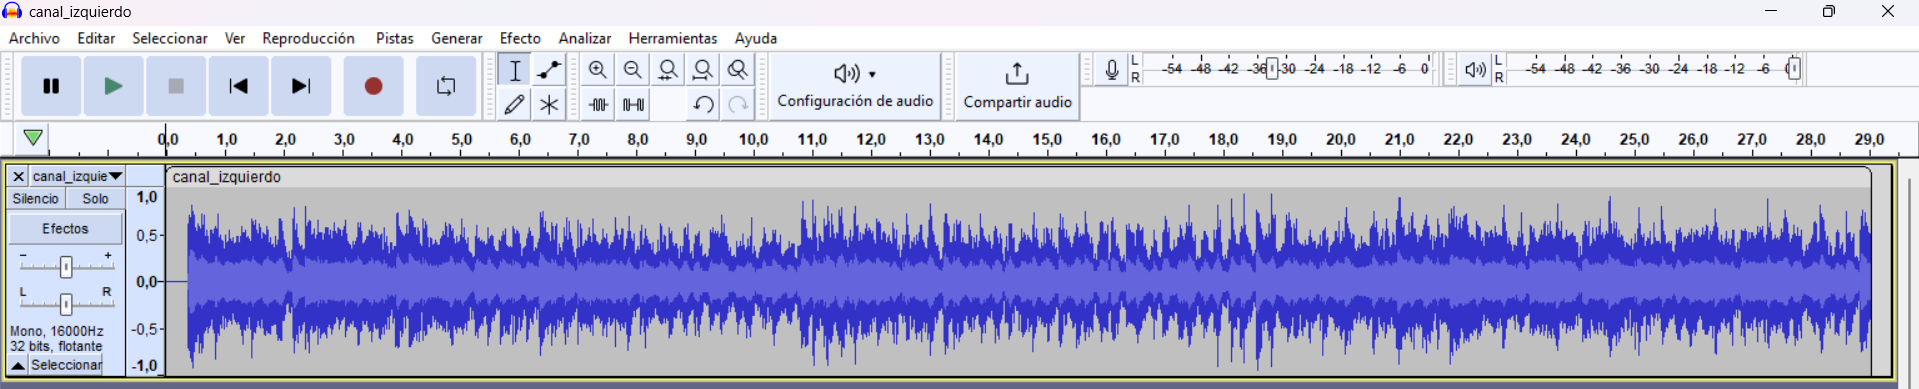 canal_izquierdo
Archivo Editar Seleccionar Ver Reproducción Pistas Generar Efecto Analizar Herramientas Ayuda
L -54 -48 -42 -36 -30 -24 -18 -12 -6 0 L -54 -48 -42 -36 -30 -24 -18 -12 -6
R R
Configuración de audio Compartir audio
0,0 1,0 2,0 3,0 4,0 5,0 6,0 7,0 8,0 9,0 10,0 11,0 12,0 13,0 14,0 15,0 16,0 17,0 18,0 19,0 20,0 21,0 22,0 23,0 24,0 25,0 26,0 27,0 28,0 29,0
canal_izquie canal_izquierdo
Silencio Solo 1,0
Efectos 0,5
- +
0,0
L R
Mono, 16000Hz -0,5
32 bits, flotante
Seleccionar -1,0